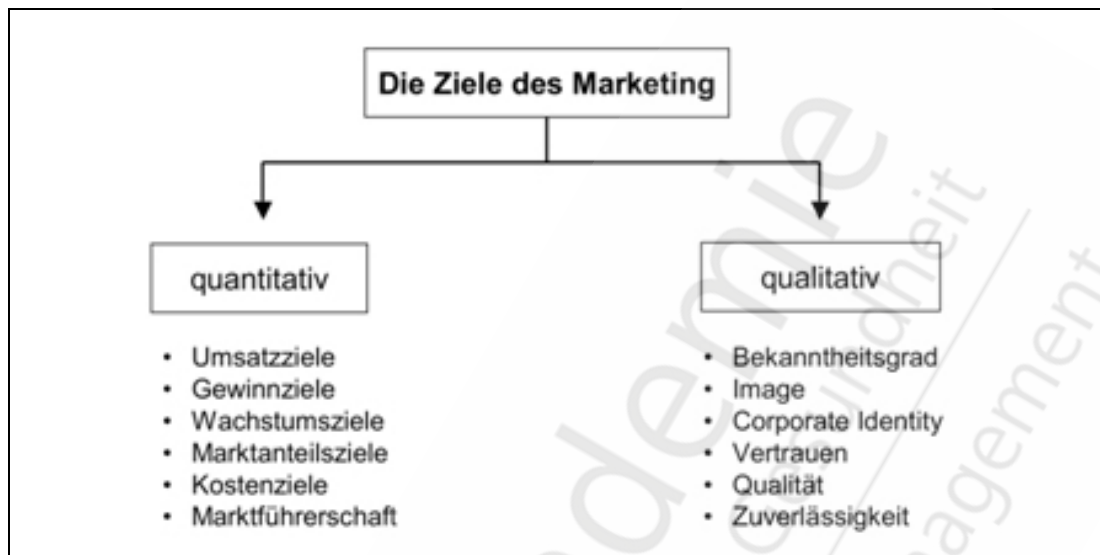 Die Ziele des Marketing
quantitativ
• Umsatzziele
• Gewinnziele
• Wachstumsziele
• Marktanteilsziele
• Kostenziele
• Marktführerschaft
qualitativ
• Bekanntheitsgrad
• Image
• Corporate Identity
• Vertrauen
• Qualität
• Zuverlässigkeit